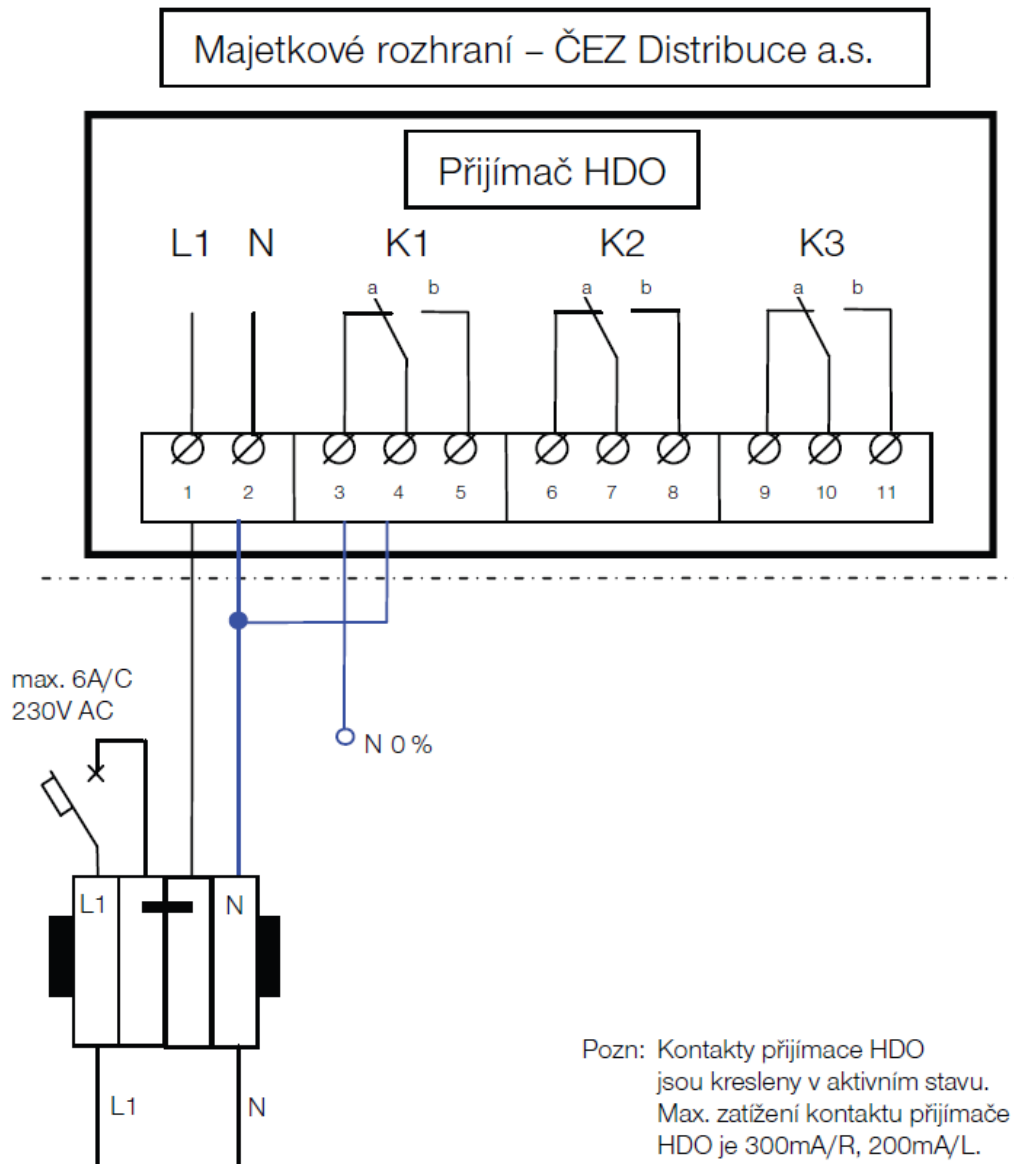 Majetkové rozhraní – ČEZ Distribuce a.s.
Přijímač HDO
L1 N K1 K2 K3
a b a b a b
1 2 3 4 5 6 7 8 9 10 11
max. 6A/C
230V AC
N 0 %
L1 N
L1 N
Pozn: Kontakty přijímace HDO
jsou kresleny v aktivním stavu.
Max. zatížení kontaktu přijímače
HDO je 300mA/R, 200mA/L.